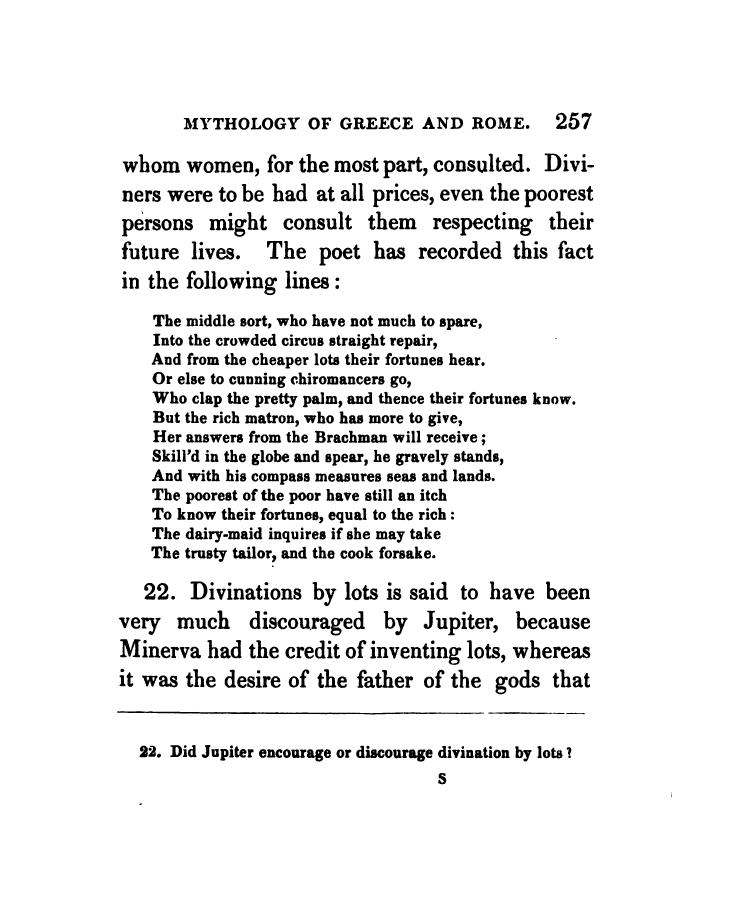 MYTHOLOGY OF GREECE AND ROME. 257
whom women, for the most part, consulted. Divi-
ners were to be had at all prices, even the poorest
persons might consult them respecting their
future lives. The poet has recorded this fact
in the following lines :
The middle sort, who have not much to spare,
Into the crowded circus straight repair,
And from the cheaper lots their fortunes hear.
Or else to cunning chiromancers go,
Who clap the pretty palm, and thence their fortunes know.
But the rich matron, who has more to give,
Her answers from the Brachman will receive ;
Skill'd in the globe and spear, he gravely stands,
And with his compass measures seas and lands.
The poorest of the poor have still an itch
To know their fortunes, equal to the rich :
The dairy-maid inquires if she may take
The trusty tailor, and the cook forsake.
22. Divinations by lots is said to have been
very much discouraged by Jupiter, because
Minerva had the credit of inventing lots, whereas
it was the desire of the father of the gods that
22. Did Jupiter encourage or discourage divination by lots ?
S